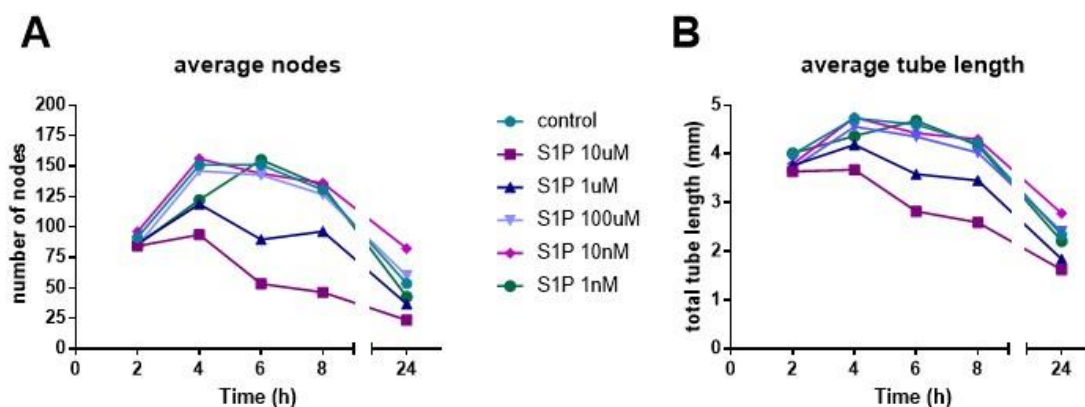 A
average nodes
200
175
150
125
100
75
50
25
0
number of nodes
0 2 4 6 8 24
Time (h)
control
S1P 10uM
S1P 1uM
S1P 100uM
S1P 10nM
S1P 1nM
B
average tube length
5
4
3
2
1
0
total tube length (mm)
0 2 4 6 8 24
Time (h)